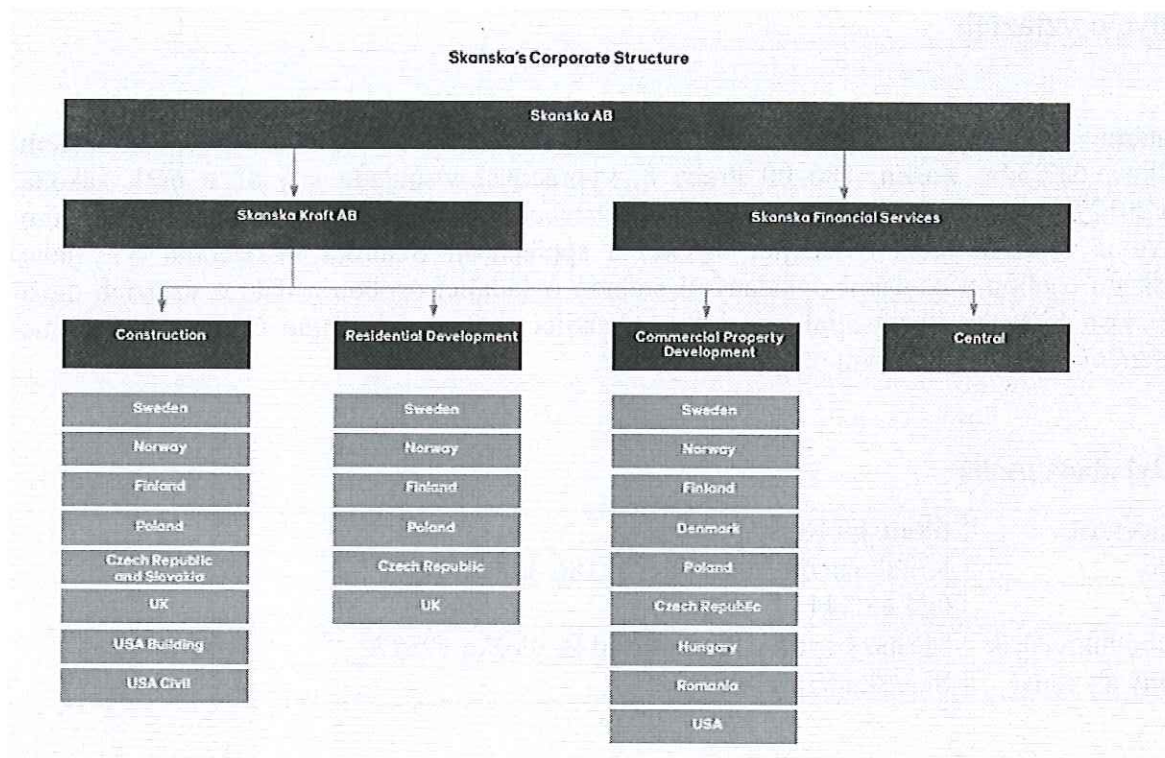 Skanska's Corporate Structure
Skanska AB
Skanska Kraft AB
Skanska Financial Services
Construction
Residential Development
Commercial Property
Development
Central
Sweden
Norway
Finland
Poland
Czech Republic
and Slovakia
UK
USA Building
USA Civil
Sweden
Norway
Finland
Poland
Czech Republic
UK
Sweden
Norway
Finland
Denmark
Poland
Czech Republic
Hungary
Romania
USA